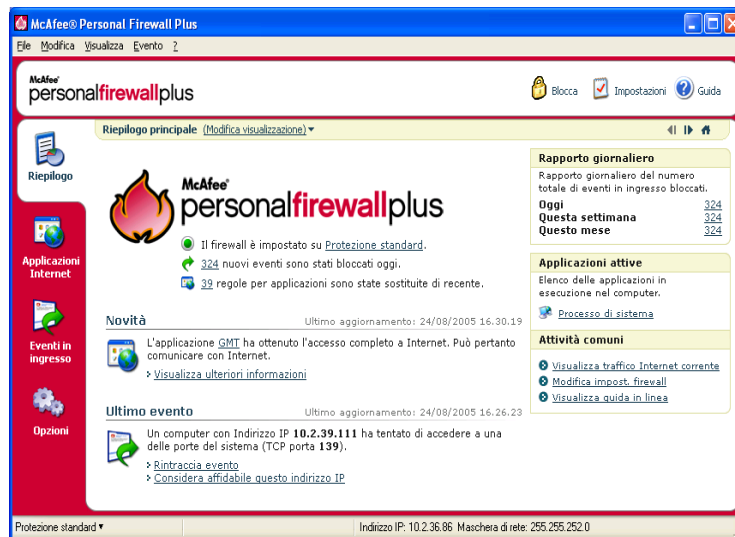 McAfee® Personal Firewall Plus
File Modifica Visualizza Evento ?
McAfee®
personalfirewallplus
Blocca
Impostazioni
Guida
Riepilogo principale (Modifica visualizzazione)
Riepilogo
Applicazioni
Internet
Eventi in
ingresso
Opzioni
McAfee®
personalfirewallplus
Il firewall è impostato su Protezione standard.
324 nuovi eventi sono stati bloccati oggi.
39 regole per applicazioni sono state sostituite di recente.
Novità
Ultimo aggiornamento: 24/08/2005 16.30.19
L'applicazione GMT ha ottenuto l'accesso completo a Internet. Può pertanto
comunicare con Internet.
Visualizza ulteriori informazioni
Ultimo evento
Ultimo aggiornamento: 24/08/2005 16.26.23
Un computer con Indirizzo IP 10.2.39.111 ha tentato di accedere a una
delle porte del sistema (TCP porta 139).
Rintraccia evento
Considera affidabile questo indirizzo IP
Rapporto giornaliero
Rapporto giornaliero del numero
totale di eventi in ingresso bloccati.
Oggi 324
Questa settimana 324
Questo mese 324
Applicazioni attive
Elenco delle applicazioni in
esecuzione nel computer.
Processo di sistema
Attività comuni
Visualizza traffico Internet corrente
Modifica impost. firewall
Visualizza guida in linea
Protezione standard
Indirizzo IP: 10.2.36.86 Maschera di rete: 255.255.252.0